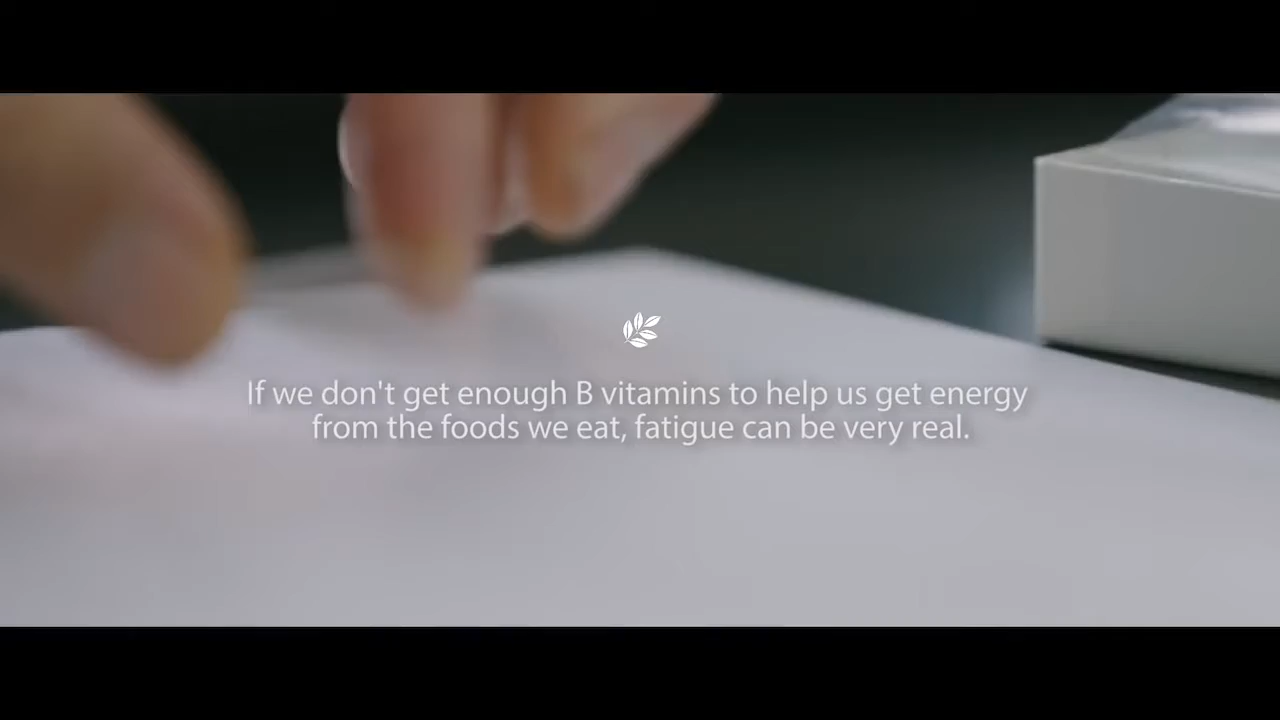 If we don't get enough B vitamins to help us get energy
from the foods we eat, fatigue can be very real.